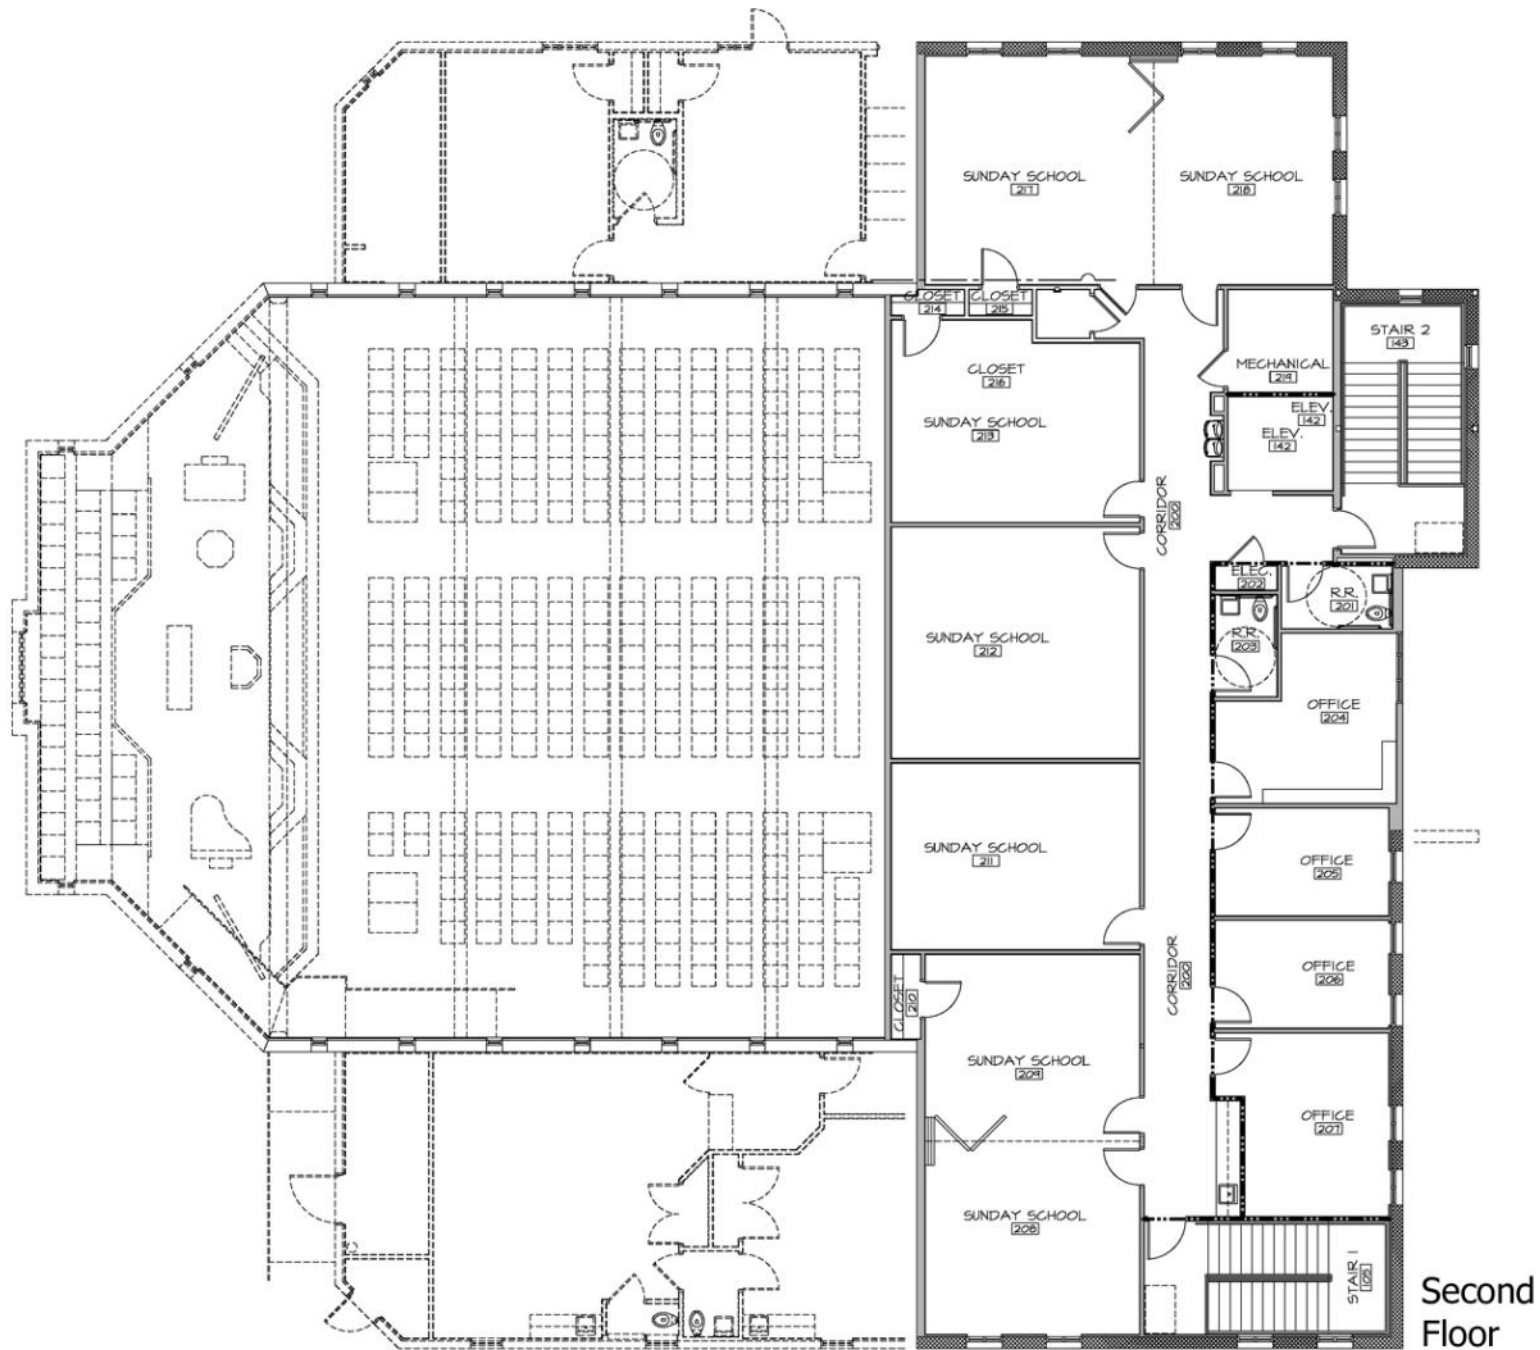 SUNDAY SCHOOL
217
SUNDAY SCHOOL
218
CLOSET
214
CLOSET
215
STAIR 2
143
MECHANICAL
219
CLOSET
216
SUNDAY SCHOOL
213
ELEV.
142
ELEV.
142
CORRIDOR
200
ELEC.
202
R.R.
201
R.R.
203
SUNDAY SCHOOL
212
OFFICE
204
SUNDAY SCHOOL
211
OFFICE
205
CORRIDOR
200
OFFICE
206
CLOSET
210
SUNDAY SCHOOL
209
OFFICE
207
SUNDAY SCHOOL
208
STAIR 1
105
Second
Floor